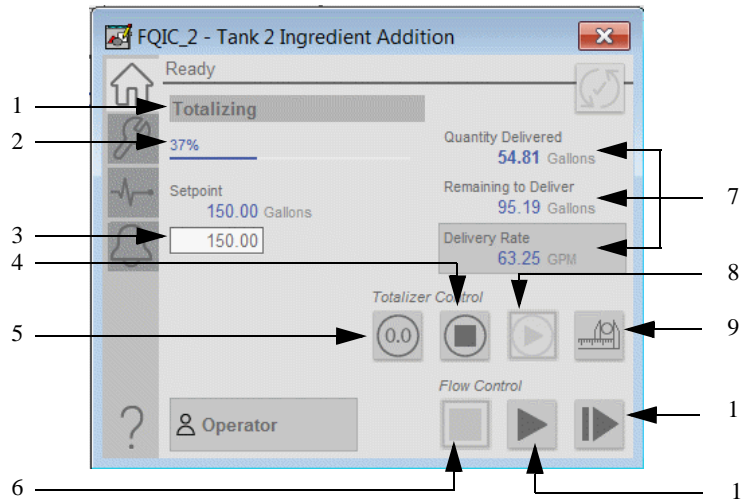 FQIC_2 - Tank 2 Ingredient Addition
Ready
1
Totalizing
2
37%
Quantity Delivered
54.81 Gallons
Setpoint
150.00 Gallons
Remaining to Deliver
95.19 Gallons
7
3
150.00
Delivery Rate
63.25 GPM
4
8
Totalizer Control
5
0.0
9
Flow Control
1
?
Operator
6
1